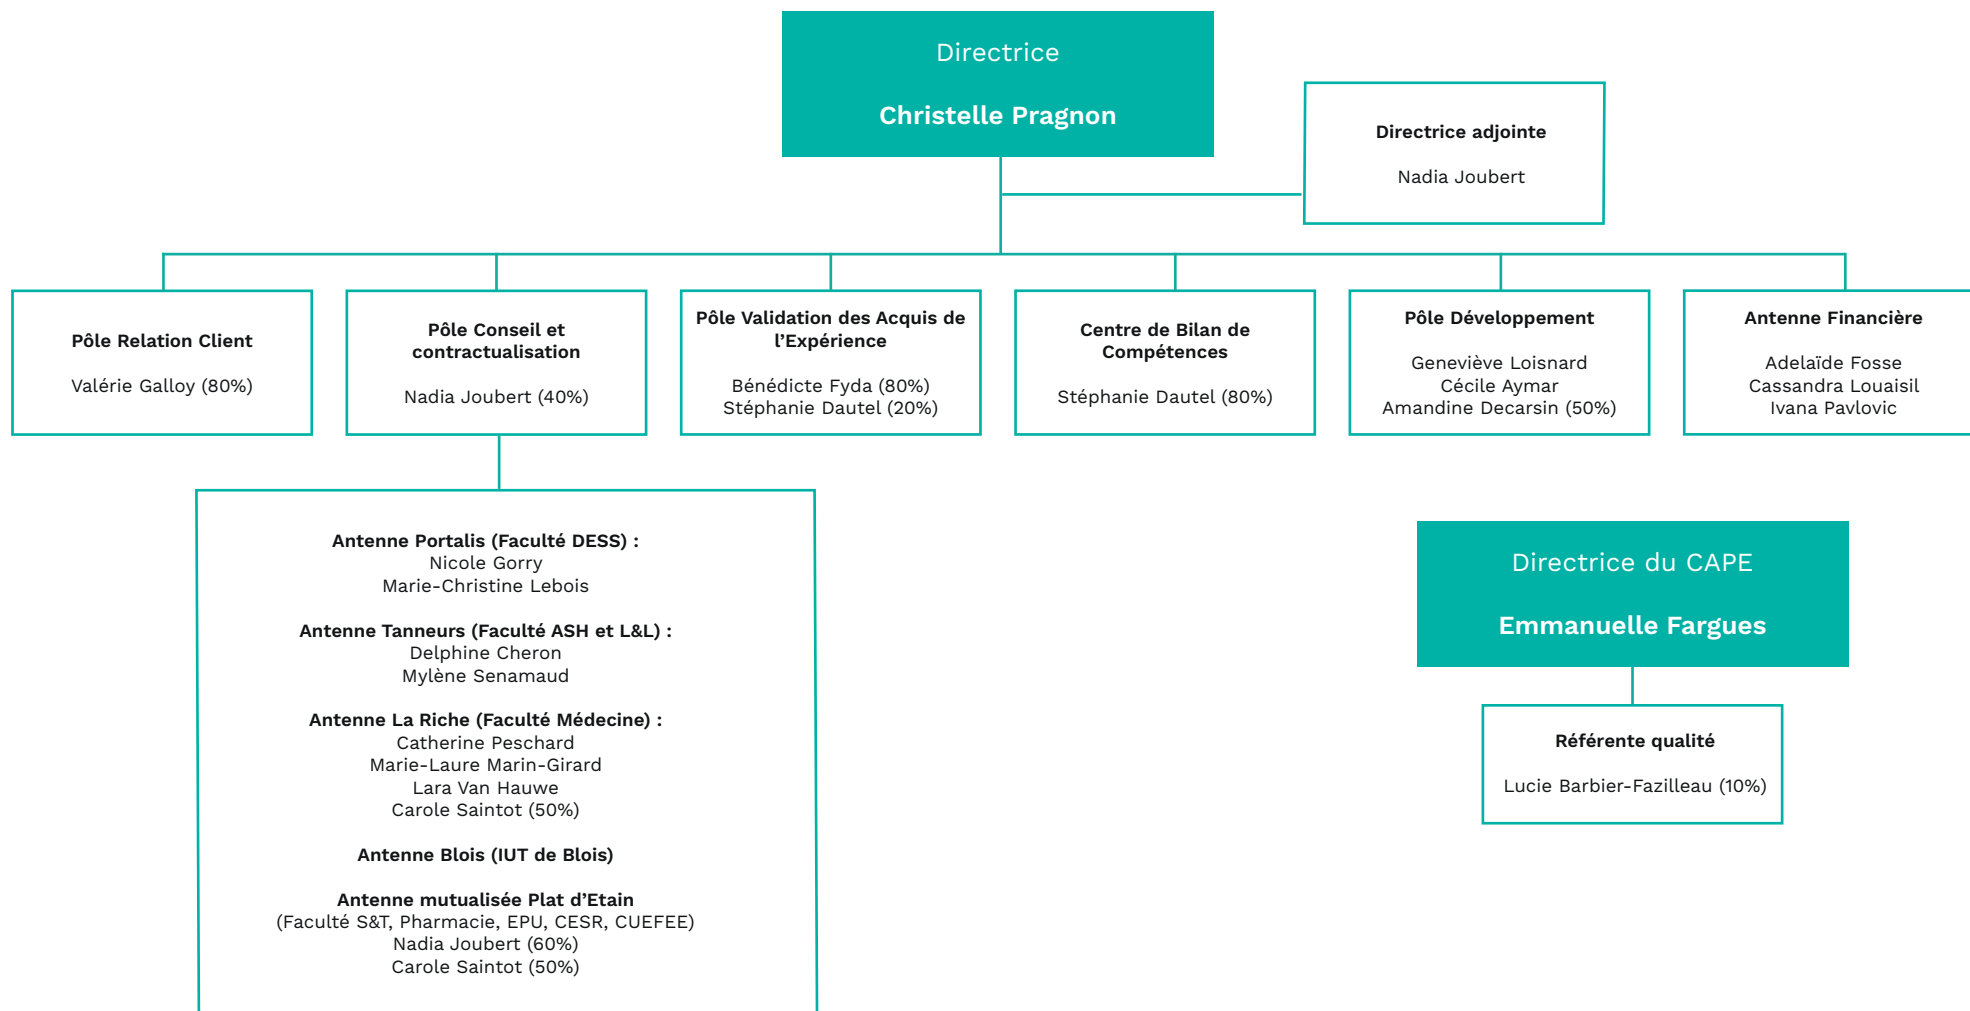 Directrice
Christelle Pragnon
Directrice adjointe
Nadia Joubert
Pôle Relation Client
Valérie Galloy (80%)
Pôle Conseil et
contractualisation
Nadia Joubert (40%)
Pôle Validation des Acquis de
l’Expérience
Bénédicte Fyda (80%)
Stéphanie Dautel (20%)
Centre de Bilan de
Compétences
Stéphanie Dautel (80%)
Pôle Développement
Geneviève Loisnard
Cécile Aymar
Amandine Decarsin (50%)
Antenne Financière
Adelaïde Fosse
Cassandra Louaisil
Ivana Pavlovic
Antenne Portalis (Faculté DESS) :
Nicole Gorry
Marie-Christine Lebois
Antenne Tanneurs (Faculté ASH et L&L) :
Delphine Cheron
Mylène Senamaud
Antenne La Riche (Faculté Médecine) :
Catherine Peschard
Marie-Laure Marin-Girard
Lara Van Hauwe
Carole Saintot (50%)
Antenne Blois (IUT de Blois)
Antenne mutualisée Plat d’Etain
(Faculté S&T, Pharmacie, EPU, CESR, CUEFEE)
Nadia Joubert (60%)
Carole Saintot (50%)
Directrice du CAPE
Emmanuelle Fargues
Référente qualité
Lucie Barbier-Fazilleau (10%)